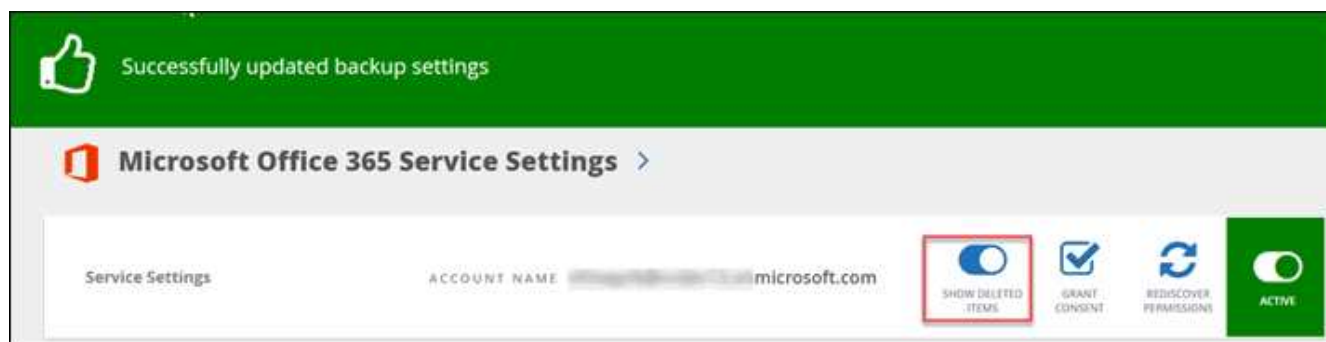 Successfully updated backup settings
Microsoft Office 365 Service Settings >
Service Settings
ACCOUNT NAME
microsoft.com
SHOW DELETED
ITEMS
GRANT
CONSENT
REDISCOVER
PERMISSIONS
ACTIVE